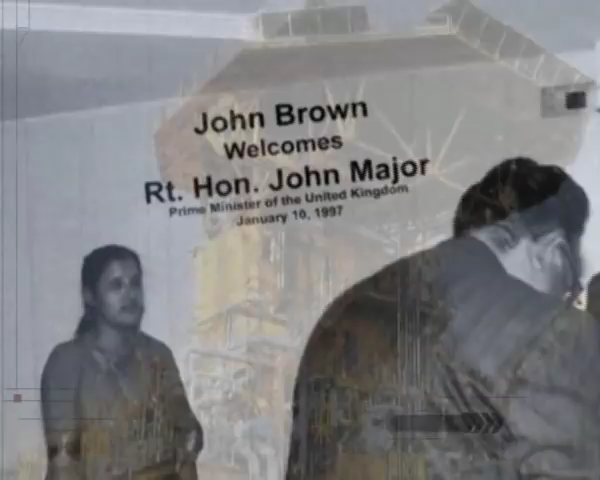 John Brown
Welcomes
Rt. Hon. John Major
Prime Minister of the United Kingdom
January 10, 1997